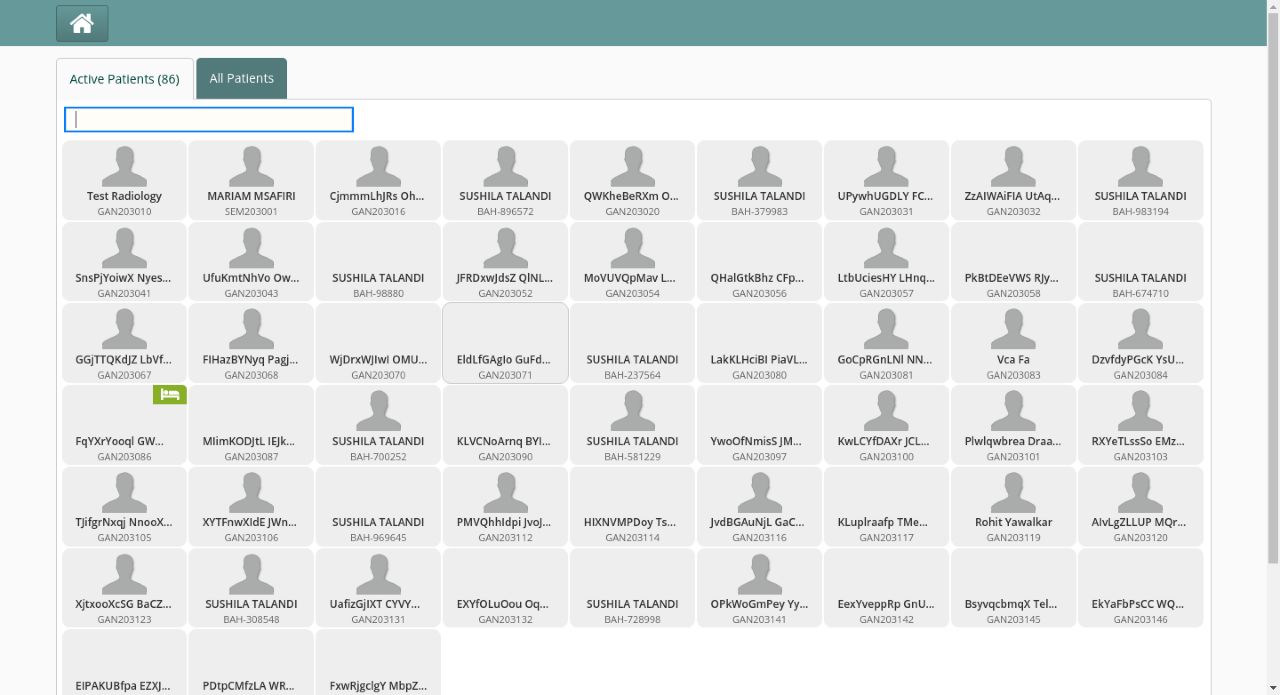 Active Patients (86)
All Patients
Test Radiology
GAN203010
MARIAM MSAFIRI
SEM203001
CjmmmLhJRs Oh...
GAN203016
SUSHILA TALANDI
BAH-896572
QWKheBeRXm O...
GAN203020
SUSHILA TALANDI
BAH-379983
UPywhUGDLY FC...
GAN203031
ZzAIWAiFIA UtAq...
GAN203032
SUSHILA TALANDI
BAH-983194
SnsPjYoiwX Nyes...
GAN203041
UfuKmtNhVo Ow...
GAN203043
SUSHILA TALANDI
BAH-98880
JFRDxwJdsZ QlNL...
GAN203052
MoVUVQpMav L...
GAN203054
QHalGtkBhz CFp...
GAN203056
LtbUciesHY LHnq...
GAN203057
PkBtDEeVWS RJy...
GAN203058
SUSHILA TALANDI
BAH-674710
GGjTTQKdJZ LbVf...
GAN203067
FIHazBYNyq Pagj...
GAN203068
WjDrxWJIwI OMU...
GAN203070
EldLfGAgIo GuFd...
GAN203071
SUSHILA TALANDI
BAH-237564
LakKLHciBI PiaVL...
GAN203080
GoCpRGnLNl NN...
GAN203081
Vca Fa
GAN203083
DzvfdyPGcK YsU...
GAN203084
FqYXrYooql GW...
GAN203086
MIimKODJtL IEJk...
GAN203087
SUSHILA TALANDI
BAH-700252
KLVCNoArnq BYI...
GAN203090
SUSHILA TALANDI
BAH-581229
YwoOfNmisS JM...
GAN203097
KwLCYfDAXr JCL...
GAN203100
Plwlqwbrea Draa...
GAN203101
RXYeTLssSo EMz...
GAN203103
TJifgrNxqj NnooX...
GAN203105
XYTFnwXIdE JWn...
GAN203106
SUSHILA TALANDI
BAH-969645
PMVQhhIdpi JvoJ...
GAN203112
HIXNVMPDoy Ts...
GAN203114
JvdBGAuNjL GaC...
GAN203116
KLuplraafp TMe...
GAN203117
Rohit Yawalkar
GAN203119
AIvLgZLLUP MQr...
GAN203120
XjtxooXcSG BaCZ...
GAN203123
SUSHILA TALANDI
BAH-308548
UafizGjIXT CYVY...
GAN203131
EXYfOLuOou Oq...
GAN203132
SUSHILA TALANDI
BAH-728998
OPkWoGmPey Yy...
GAN203141
EexYveppRp GnU...
GAN203142
BsyvqcbmqX Tel...
GAN203145
EkYaFbPsCC WQ...
GAN203146
EIPAKUBfpa EZXJ...
PDtpCMfzLA WR...
FxwRjgclgY MbpZ...